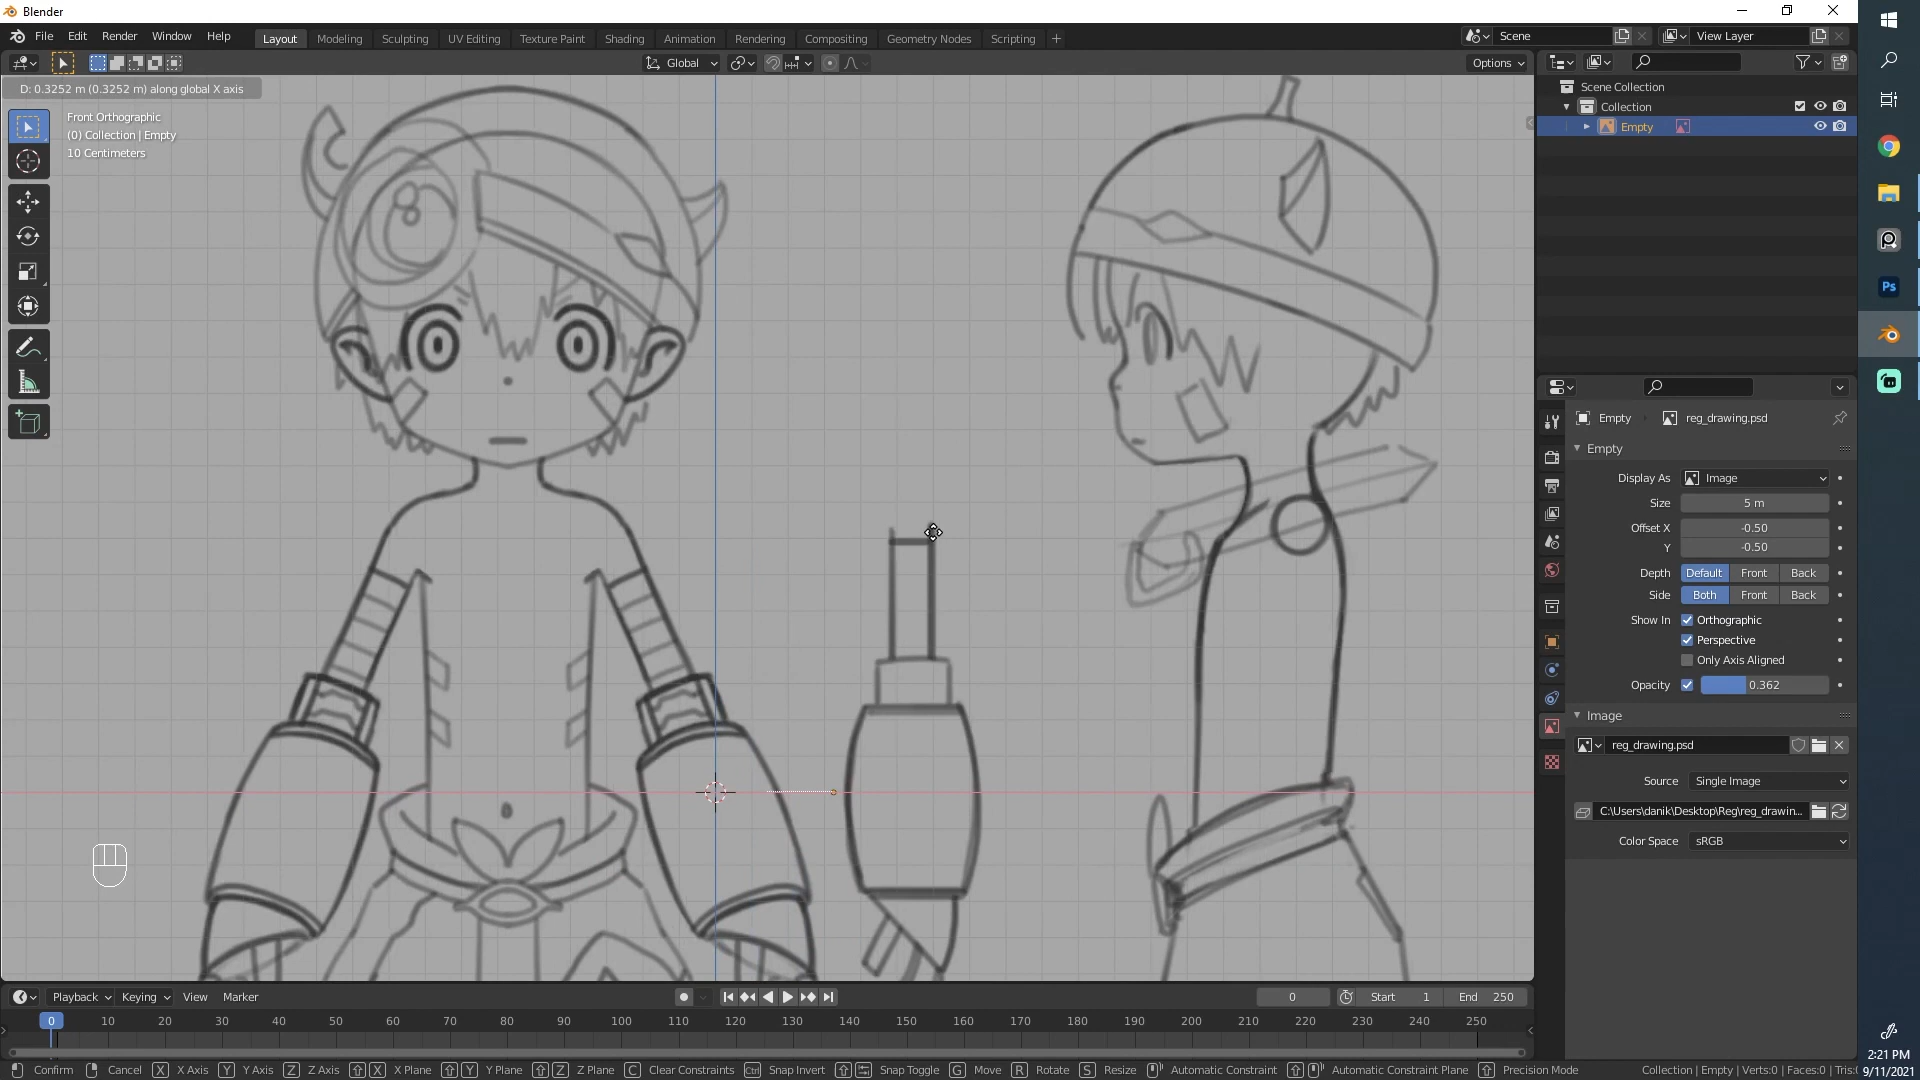 Blender
File Edit Render Window Help
Layout Modeling Sculpting UV Editing Texture Paint Shading Animation Rendering Compositing Geometry Nodes Scripting +
Scene
View Layer
Global
Options
D: 0.3252 m (0.3252 m) along global X axis
Front Orthographic
(0) Collection | Empty
10 Centimeters
Scene Collection
Collection
Empty
Empty
reg_drawing.psd
Empty
Display As
Image
Size
5 m
Offset X
-0.50
Y
-0.50
Depth
Default Front Back
Side
Both Front Back
Show In
Orthographic
Perspective
Only Axis Aligned
Opacity
0.362
Image
reg_drawing.psd
Source
Single Image
C:\Users\danik\Desktop\Reg\reg_drawin...
Color Space
sRGB
Ps
Playback Keying View Marker
0
Start 1
End 250
0 10 20 30 40 50 60 70 80 90 100 110 120 130 140 150 160 170 180 190 200 210 220 230 240 250
Confirm Cancel X X Axis Y Y Axis Z Z Axis X X Plane Y Y Plane Z Z Plane C Clear Constraints Ctrl Snap Invert Snap Toggle G Move R Rotate S Resize Automatic Constraint Automatic Constraint Plane Precision Mode
Collection | Empty | Verts:0 | Faces:0 | Tris:
2:21 PM
9/11/2021